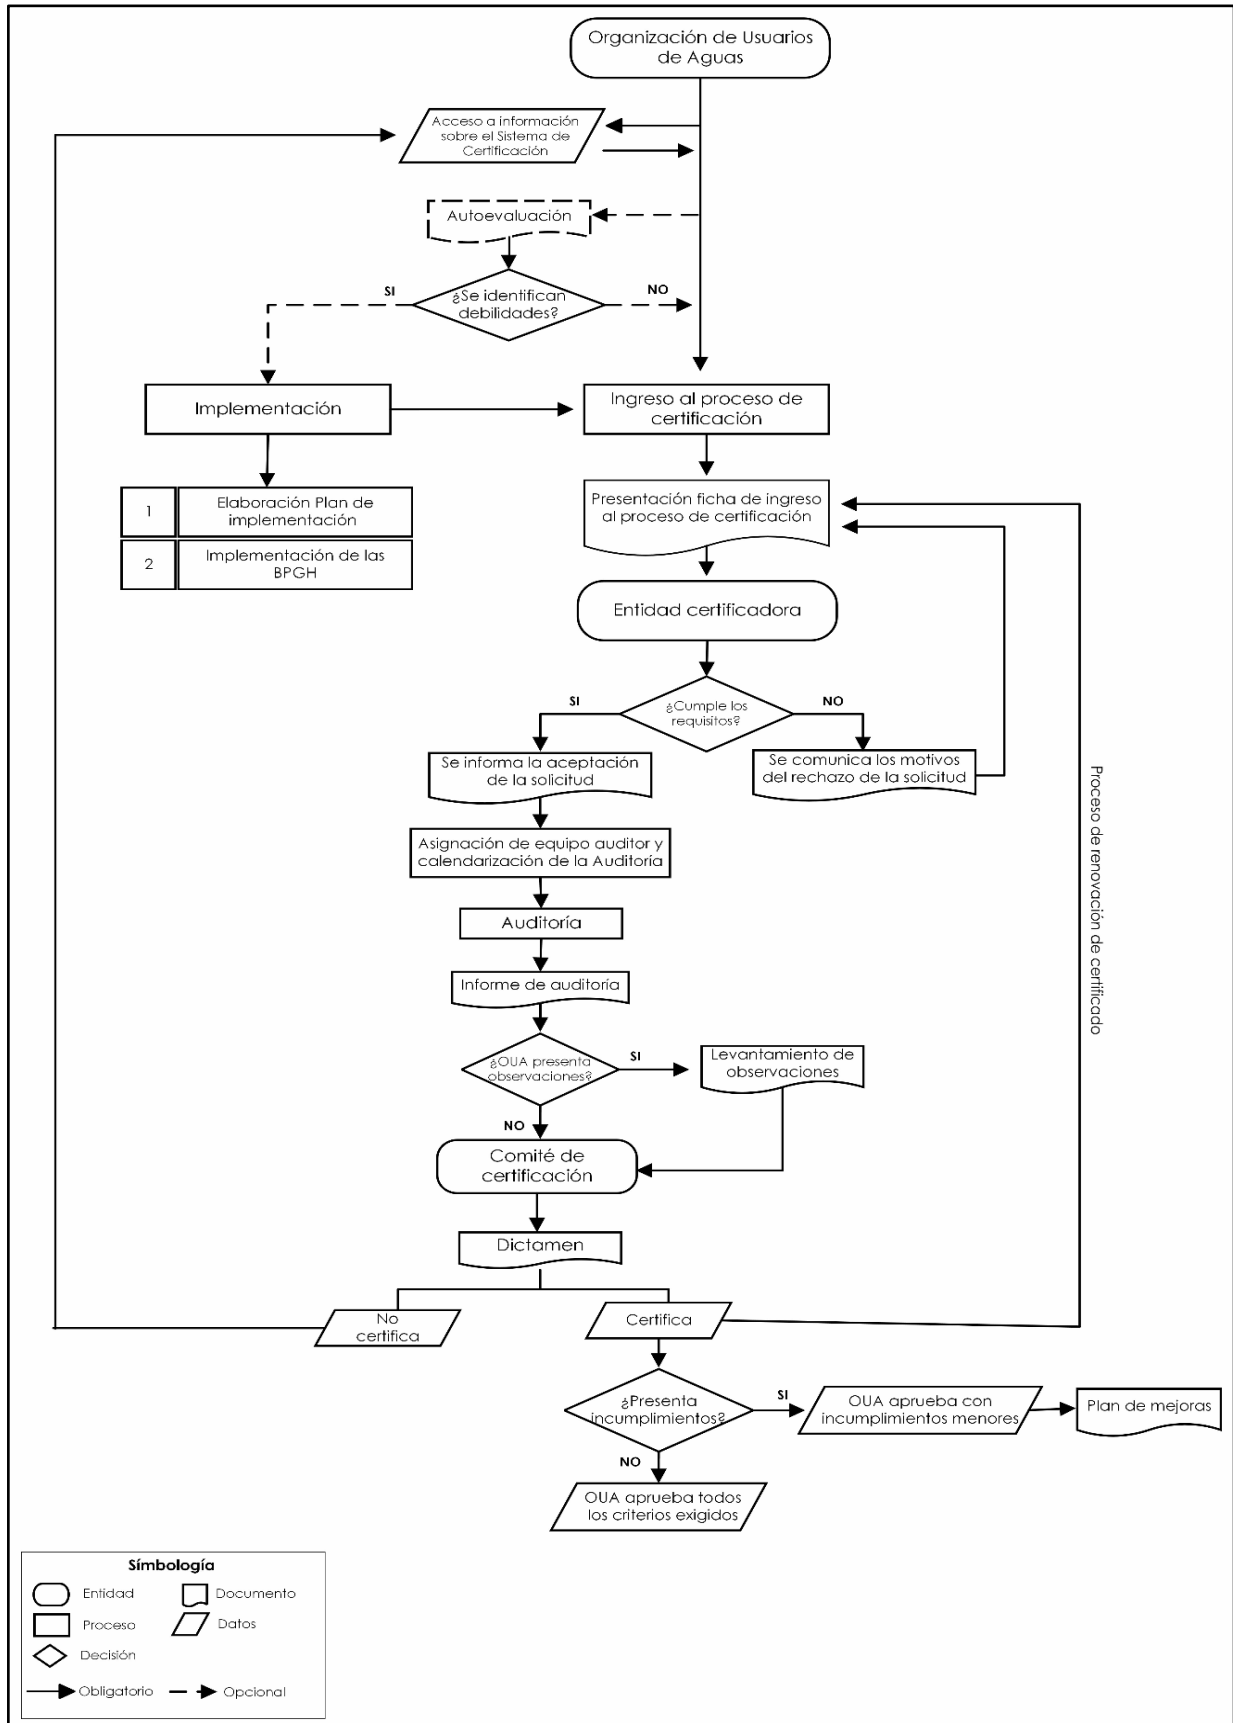 Organización de Usuarios
de Aguas
Acceso a información
sobre el Sistema de
Certificación
Autoevaluación
SI
¿Se identifican
debilidades?
NO
Implementación
Ingreso al proceso de
certificación
1
Elaboración Plan de
implementación
2
Implementación de las
BPGH
Presentación ficha de ingreso
al proceso de certificación
Entidad certificadora
SI
¿Cumple los
requisitos?
NO
Se informa la aceptación
de la solicitud
Se comunica los motivos
del rechazo de la solicitud
Proceso de renovación de certificado
Asignación de equipo auditor y
calendarización de la Auditoría
Auditoría
Informe de auditoría
¿OUA presenta
observaciones?
SI
Levantamiento de
observaciones
NO
Comité de
certificación
Dictamen
No
certifica
Certifica
¿Presenta
incumplimientos?
SI
OUA aprueba con
incumplimientos menores
Plan de mejoras
NO
OUA aprueba todos
los criterios exigidos
Símbología
Entidad
Documento
Proceso
Datos
Decisión
Obligatorio
Opcional